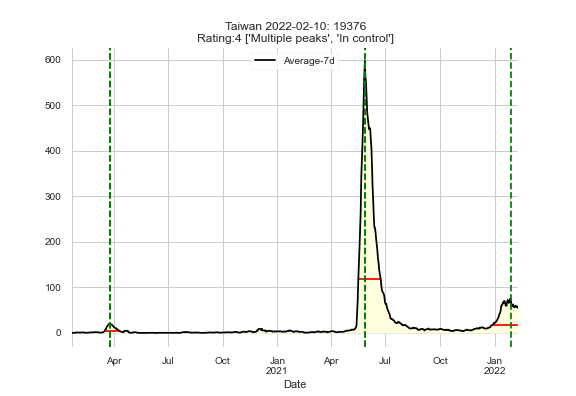 Taiwan 2022-02-10: 19376
Rating:4 ['Multiple peaks', 'In control']
Average-7d
600
500
400
300
200
100
0
Apr Jul Oct Jan Apr Jul Oct Jan
2021 2022
Date